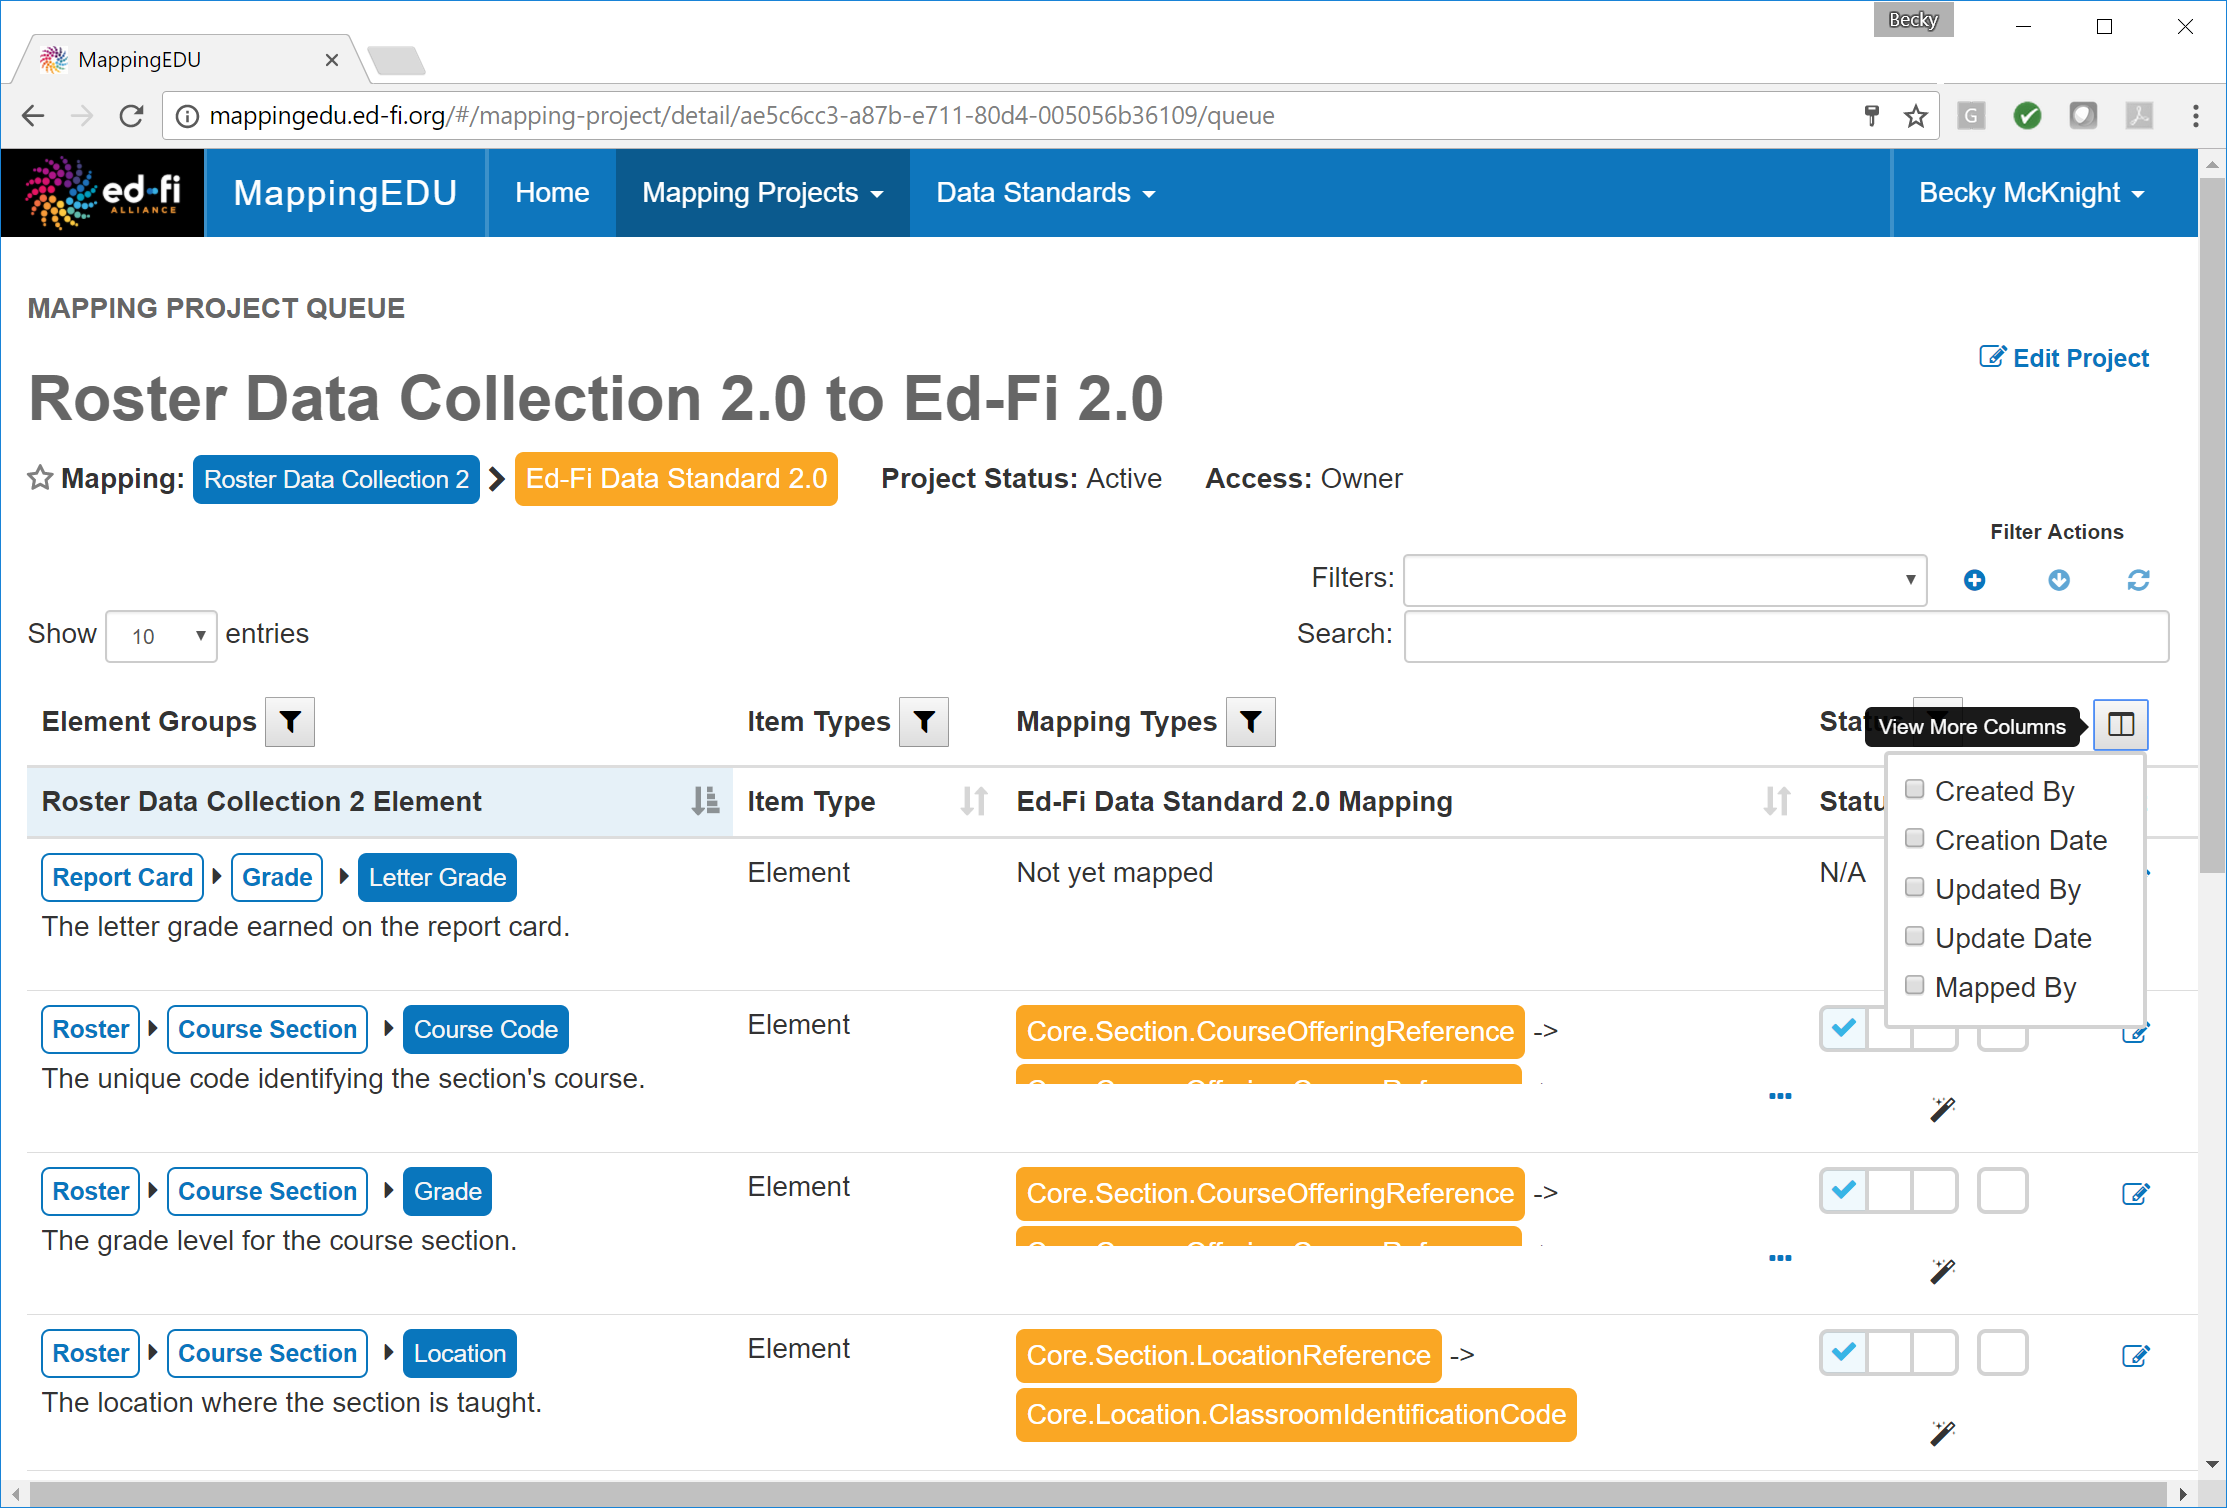 Becky
MappingEDU
mappingedu.ed-fi.org/#/mapping-project/detail/ae5c6cc3-a87b-e711-80d4-005056b36109/queue
G
ed-fi
ALLIANCE
MappingEDU Home Mapping Projects Data Standards Becky McKnight
MAPPING PROJECT QUEUE
Edit Project
Roster Data Collection 2.0 to Ed-Fi 2.0
Mapping: Roster Data Collection 2 Ed-Fi Data Standard 2.0 Project Status: Active Access: Owner
Filter Actions
Filters:
Show 10 entries
Search:
Element Groups Item Types Mapping Types Statu View More Columns
Roster Data Collection 2 Element Item Type Ed-Fi Data Standard 2.0 Mapping Statu
Created By
Creation Date
Updated By
Update Date
Mapped By
Report Card Grade Letter Grade Element Not yet mapped N/A
The letter grade earned on the report card.
Roster Course Section Course Code Element Core.Section.CourseOfferingReference ->
The unique code identifying the section's course.
Roster Course Section Grade Element Core.Section.CourseOfferingReference ->
The grade level for the course section.
Roster Course Section Location Element Core.Section.LocationReference ->
The location where the section is taught. Core.Location.ClassroomIdentificationCode